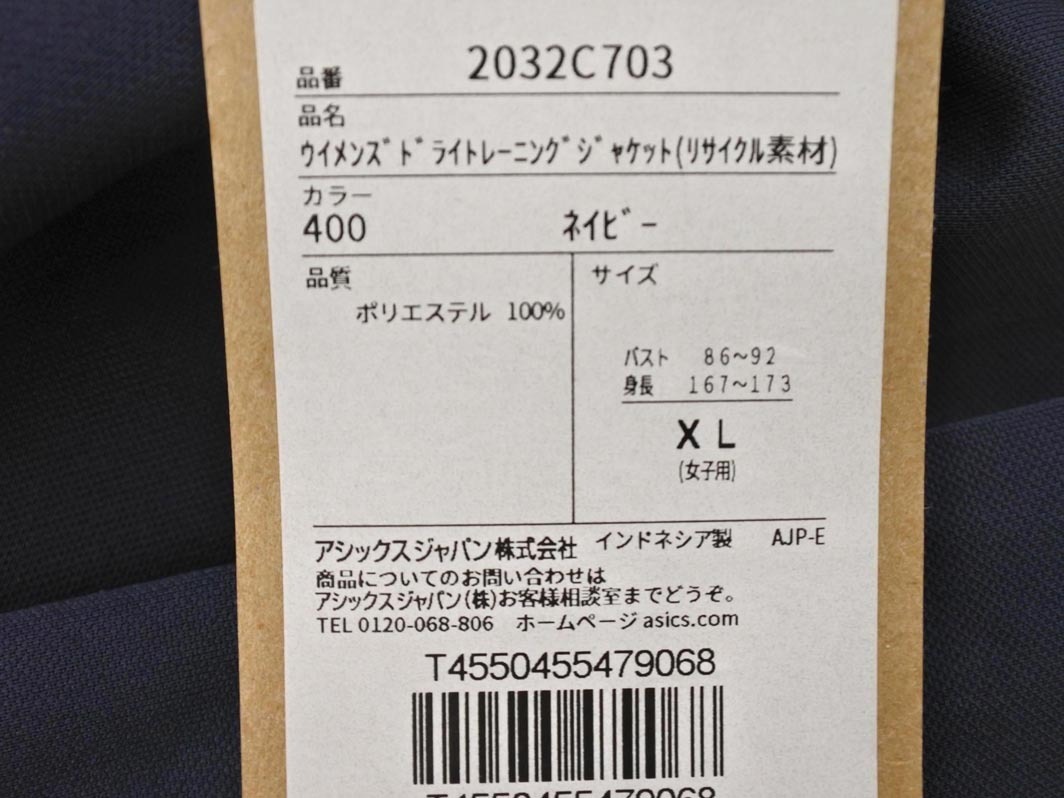 品番 2032C703
品名
ウイメンズドライトレーニングジャケット(リサイクル素材)
カラー
400 ネイビー
品質
ポリエステル 100%
サイズ
バスト 86~92
身長 167~173
XL
(女子用)
アシックスジャパン株式会社 インドネシア製 AJP-E
商品についてのお問い合わせは
アシックスジャパン(株)お客様相談室までどうぞ。
TEL 0120-068-806 ホームページ asics.com
T4550455479068
T4550455479068